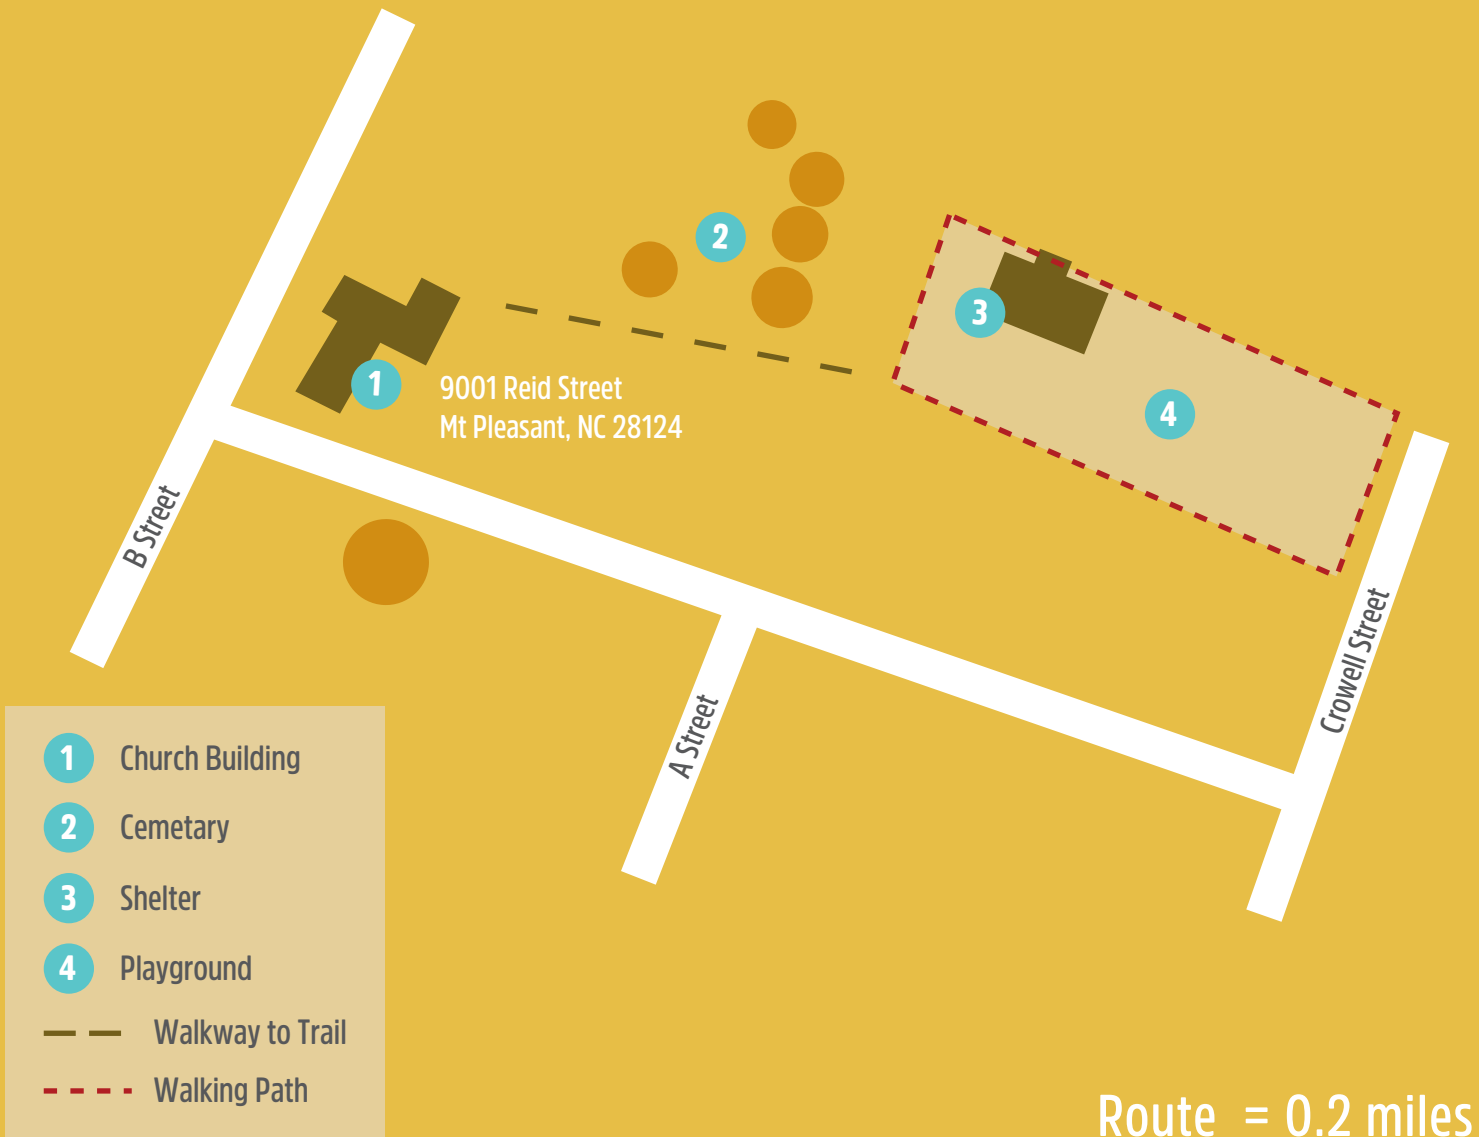 2
3
1
9001 Reid Street
Mt Pleasant, NC 28124
4
B Street
A Street
Crowell Street
1 Church Building
2 Cemetary
3 Shelter
4 Playground
Walkway to Trail
Walking Path
Route = 0.2 miles